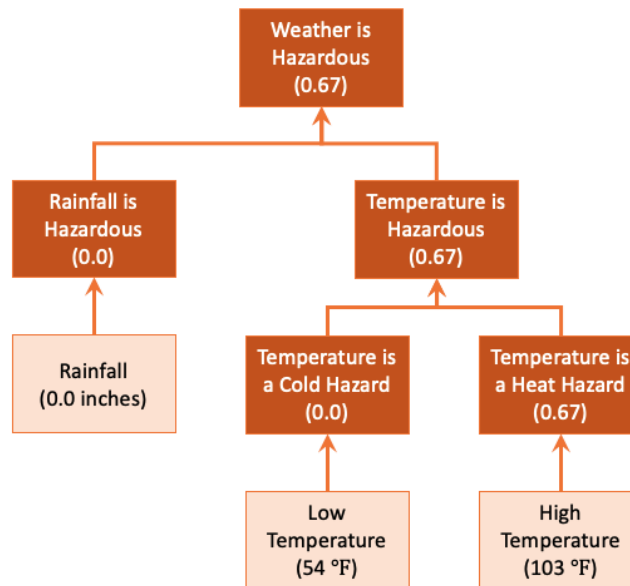 Weather is
Hazardous
(0.67)
Rainfall is
Hazardous
(0.0)
Temperature is
Hazardous
(0.67)
Rainfall
(0.0 inches)
Temperature is
a Cold Hazard
(0.0)
Temperature is
a Heat Hazard
(0.67)
Low
Temperature
(54 °F)
High
Temperature
(103 °F)